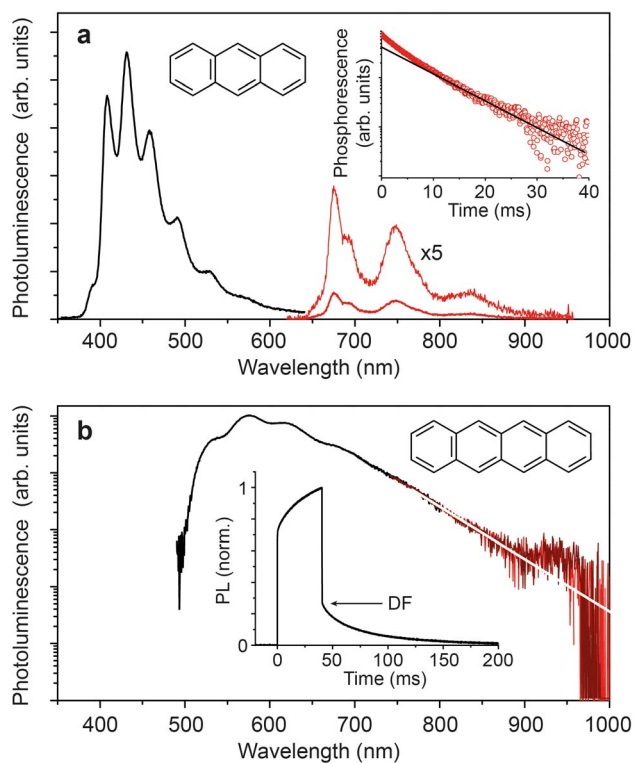 a
Photoluminescence (arb. units)
Phosphorescence
(arb. units)
0 10 20 30 40
Time (ms)
x5
400 500 600 700 800 900 1000
Wavelength (nm)
b
Photoluminescence (arb. units)
PL (norm.)
1
0
DF
0 50 100 150 200
Time (ms)
400 500 600 700 800 900 1000
Wavelength (nm)